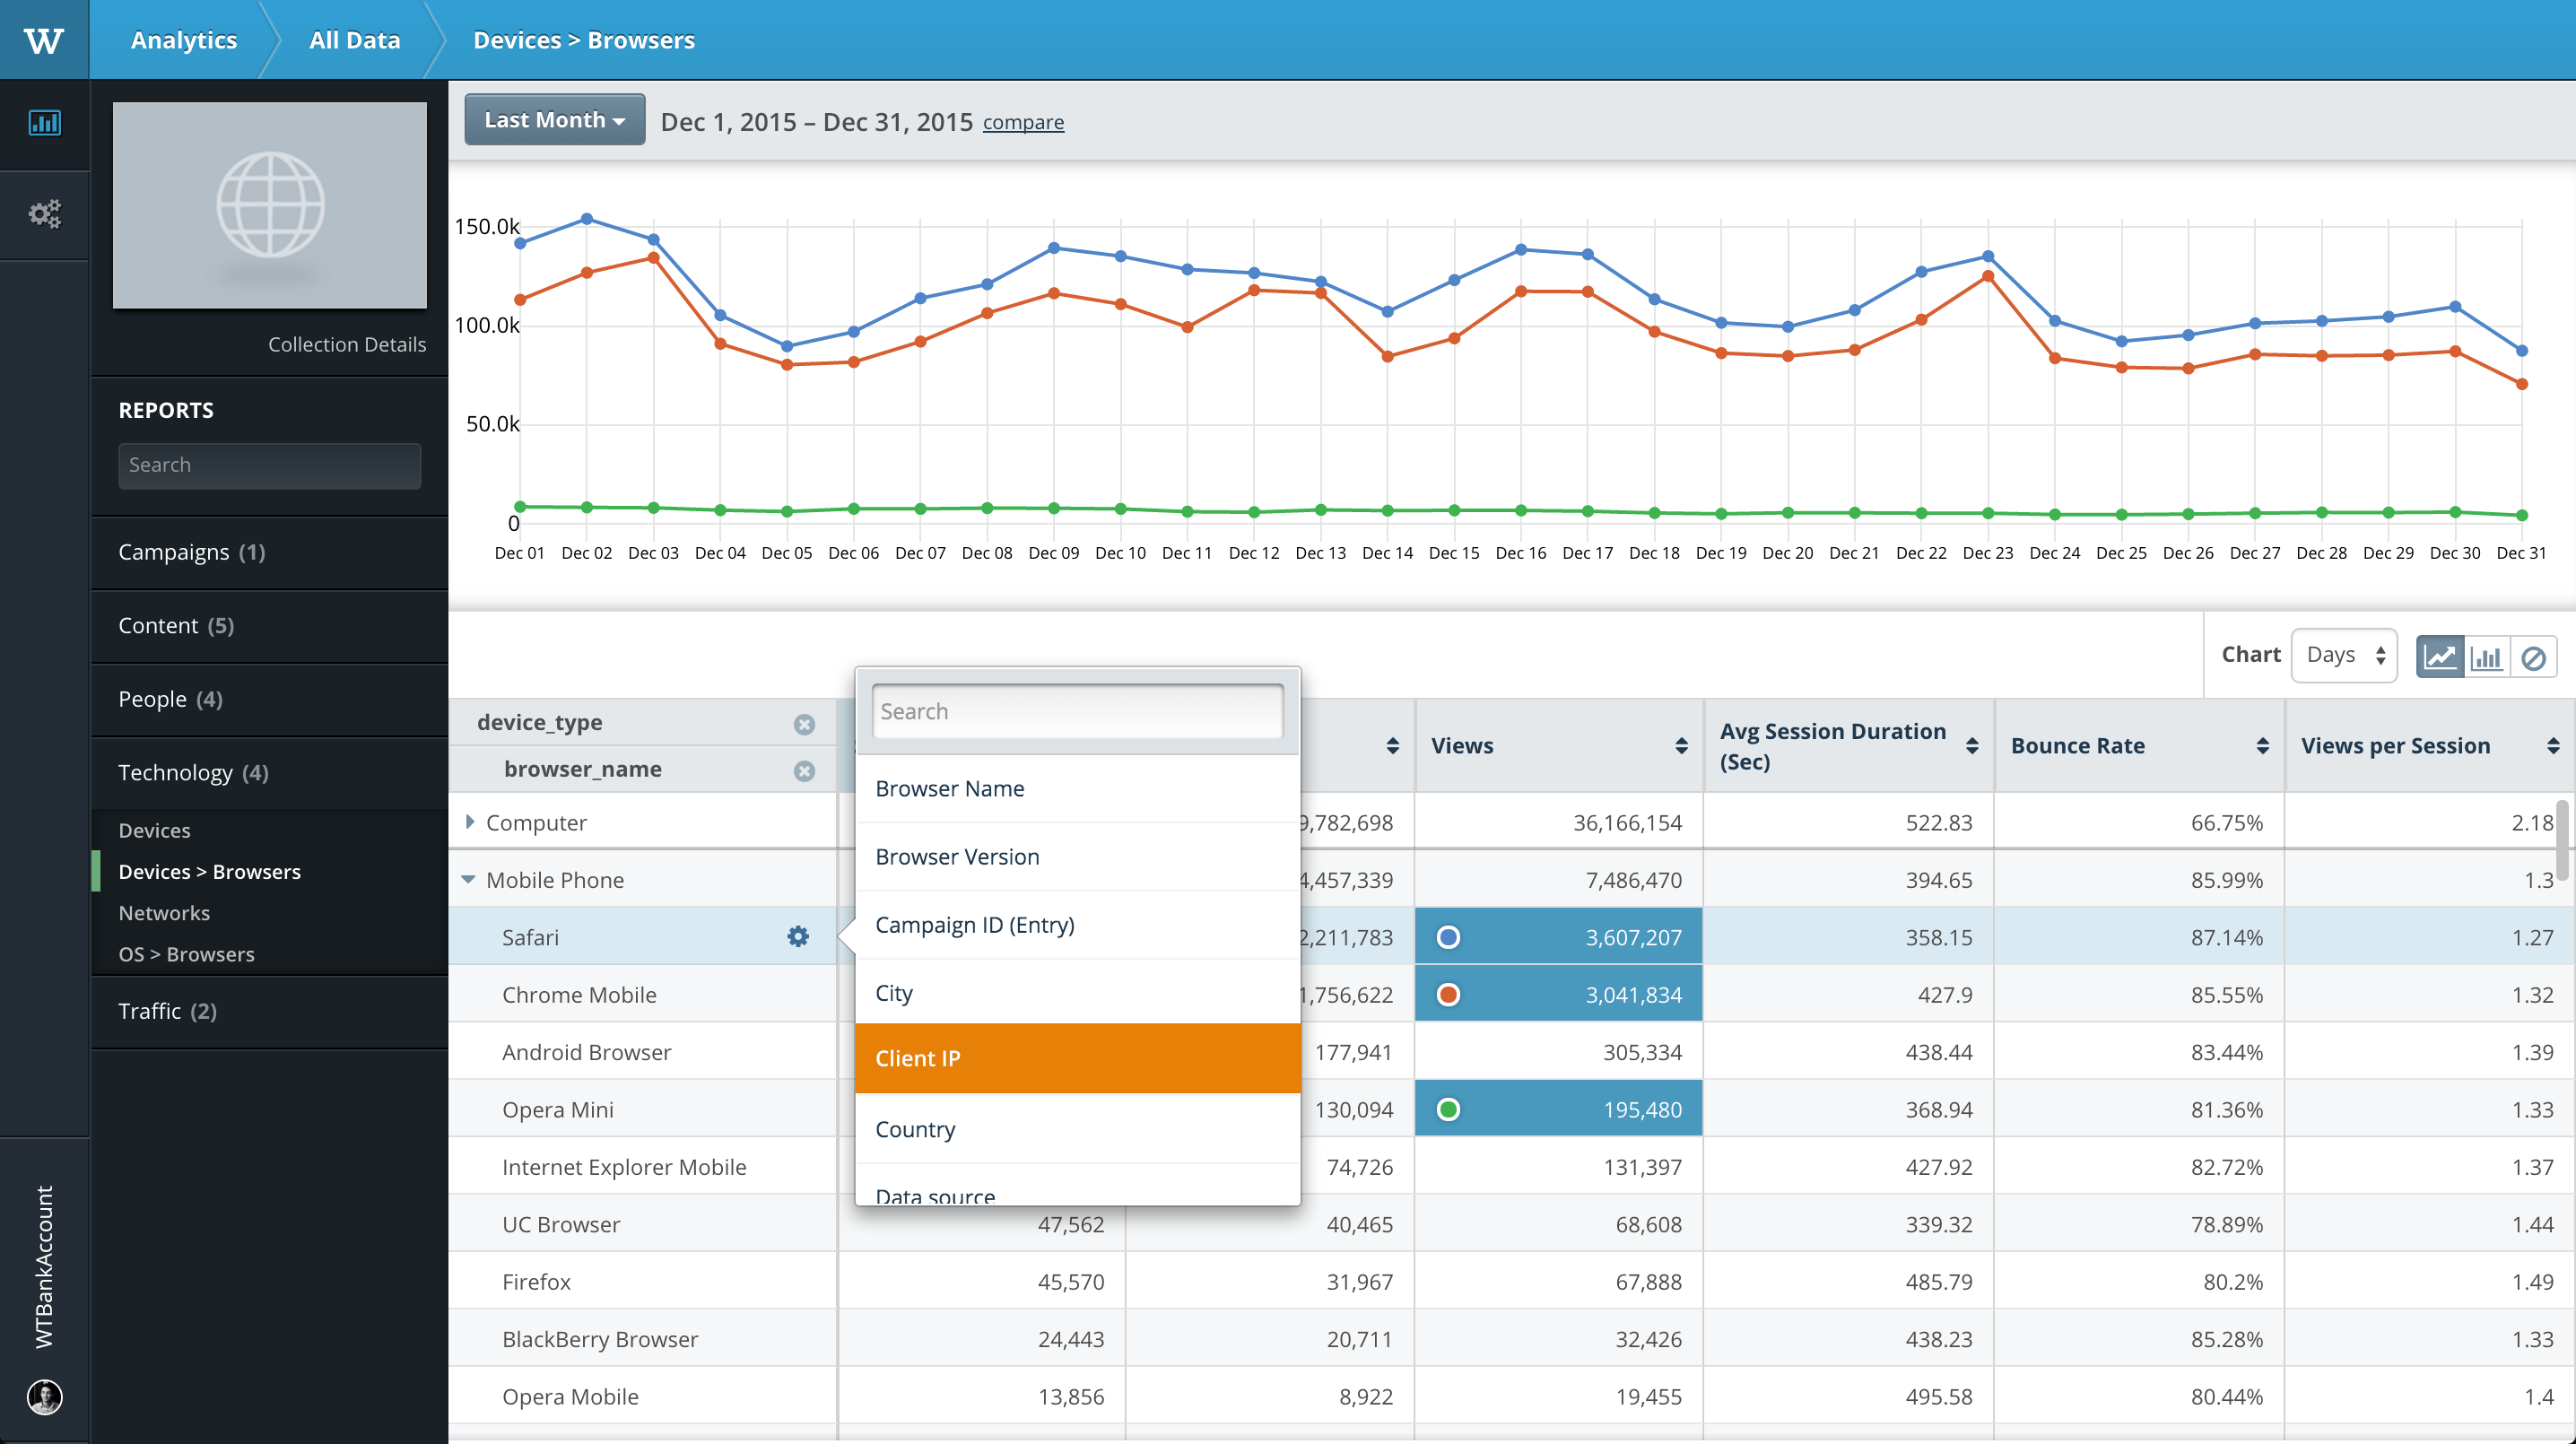 W
Analytics
All Data
Devices > Browsers
Last Month
Dec 1, 2015 – Dec 31, 2015
compare
Collection Details
REPORTS
Search
Campaigns (1)
Content (5)
People (4)
Technology (4)
Devices
Devices > Browsers
Networks
OS > Browsers
Traffic (2)
WTBankAccount
150.0k
100.0k
50.0k
0
Dec 01 Dec 02 Dec 03 Dec 04 Dec 05 Dec 06 Dec 07 Dec 08 Dec 09 Dec 10 Dec 11 Dec 12 Dec 13 Dec 14 Dec 15 Dec 16 Dec 17 Dec 18 Dec 19 Dec 20 Dec 21 Dec 22 Dec 23 Dec 24 Dec 25 Dec 26 Dec 27 Dec 28 Dec 29 Dec 30 Dec 31
Chart
Days
device_type
browser_name
Views
Avg Session Duration
(Sec)
Bounce Rate
Views per Session
Search
Browser Name
Browser Version
Campaign ID (Entry)
City
Client IP
Country
Data source
Computer 9,782,698 36,166,154 522.83 66.75% 2.18
Mobile Phone 4,457,339 7,486,470 394.65 85.99% 1.3
Safari 2,211,783 3,607,207 358.15 87.14% 1.27
Chrome Mobile 1,756,622 3,041,834 427.9 85.55% 1.32
Android Browser 177,941 305,334 438.44 83.44% 1.39
Opera Mini 130,094 195,480 368.94 81.36% 1.33
Internet Explorer Mobile 74,726 131,397 427.92 82.72% 1.37
UC Browser 47,562 40,465 68,608 339.32 78.89% 1.44
Firefox 45,570 31,967 67,888 485.79 80.2% 1.49
BlackBerry Browser 24,443 20,711 32,426 438.23 85.28% 1.33
Opera Mobile 13,856 8,922 19,455 495.58 80.44% 1.4